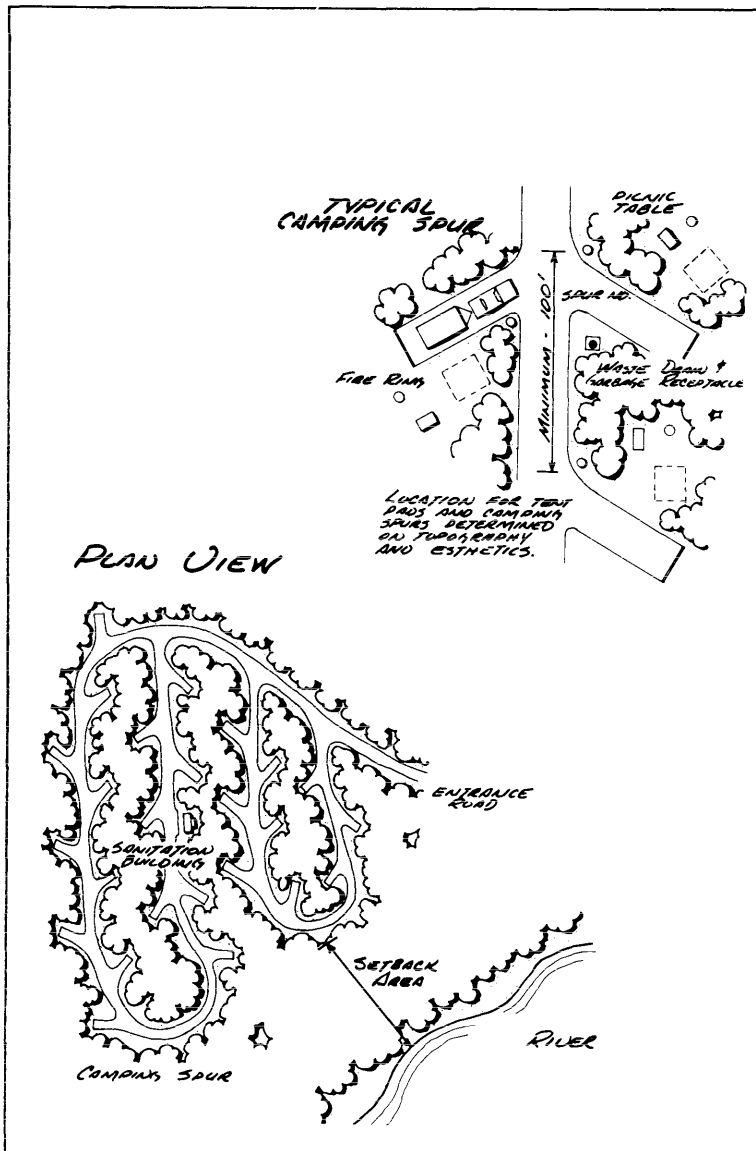 TYPICAL
CAMPING SPUR
PICNIC
TABLE
SPUR NO.
MINIMUM - 100'
FIRE RING
WASTE DRAIN &
GARBAGE RECEPTACLE
LOCATION FOR TENT
PADS AND CAMPING
SPURS DETERMINED
ON TOPOGRAPHY
AND ESTHETICS.
PLAN VIEW
ENTRANCE
ROAD
SANITATION
BUILDING
SETBACK
AREA
RIVER
CAMPING SPUR